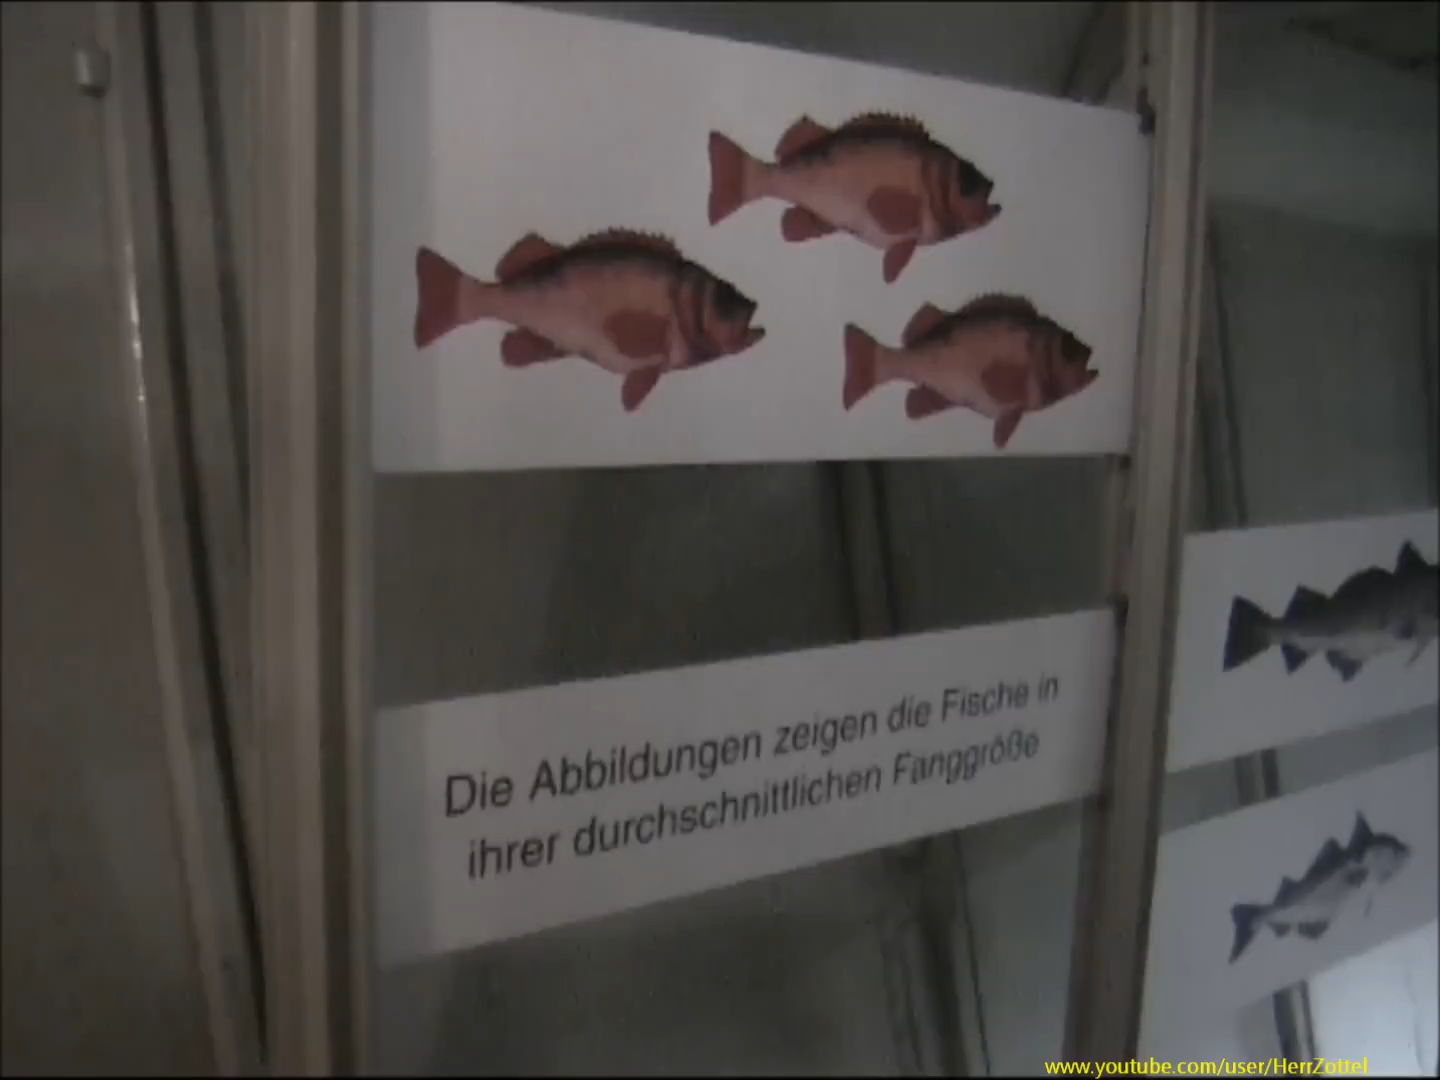 Die Abbildungen zeigen die Fische in
ihrer durchschnittlichen Fanggröße
www.youtube.com/user/HerrZottel